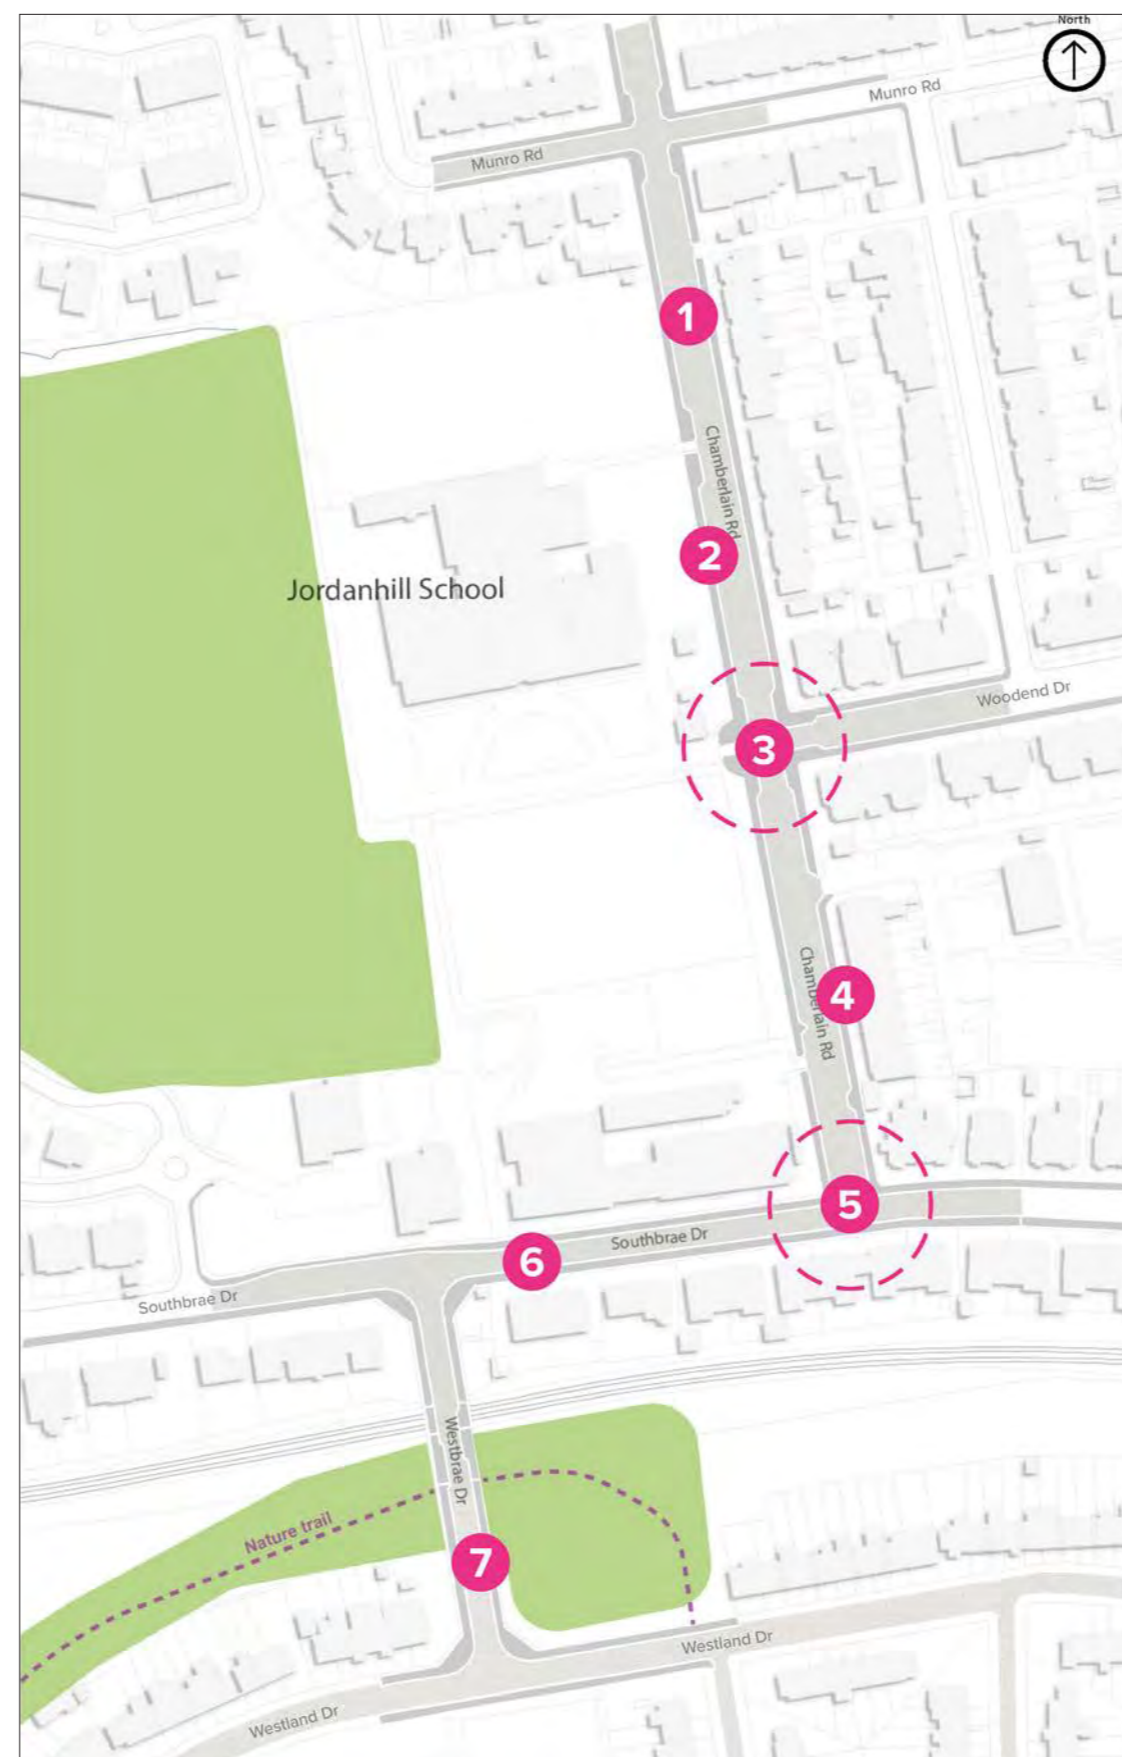 North
Munro Rd
Munro Rd
1
Chamberlain Rd
2
Jordanhill School
Woodend Dr
3
Chamberlain Rd
4
5
Southbrae Dr
6
Southbrae Dr
Westbrae Dr
Nature trail
7
Westland Dr
Westland Dr